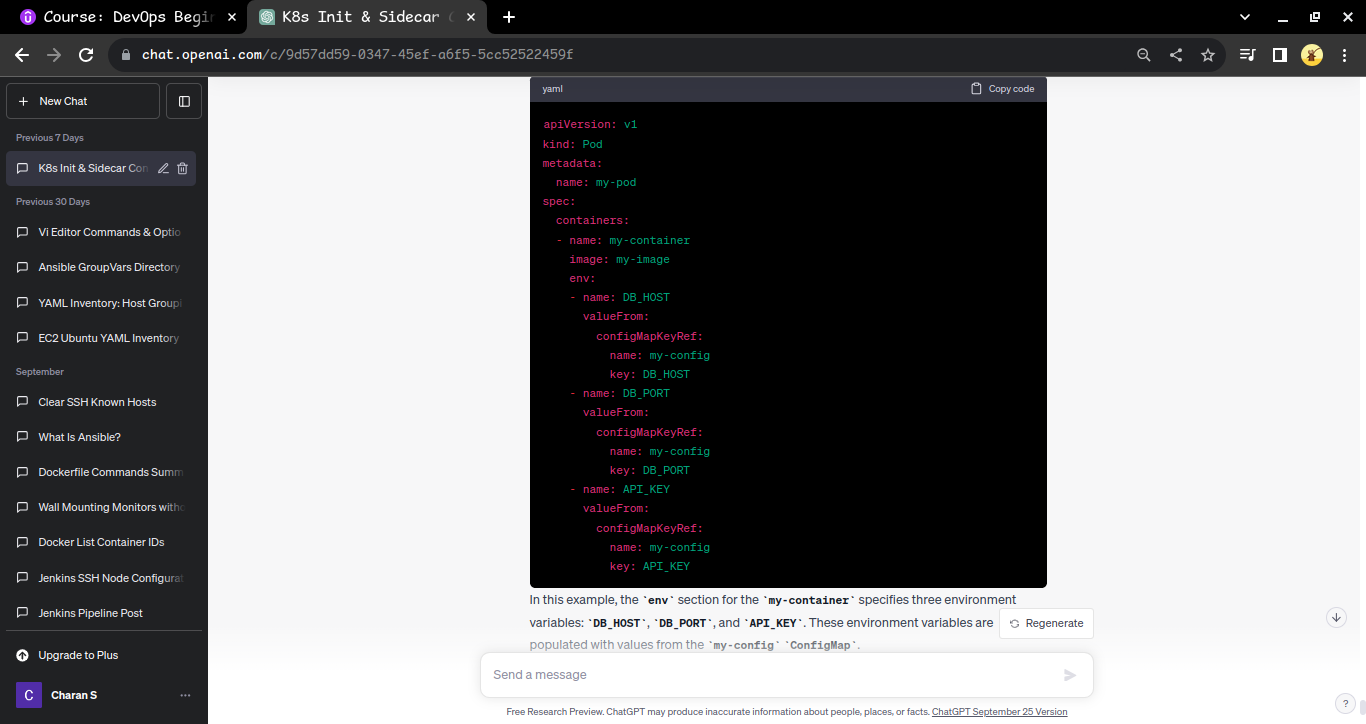 Course: DevOps Begi
K8s Init & Sidecar
chat.openai.com/c/9d57dd59-0347-45ef-a6f5-5cc52522459f
New Chat
Previous 7 Days
K8s Init & Sidecar Con
Previous 30 Days
Vi Editor Commands & Optio
Ansible GroupVars Directory
YAML Inventory: Host Groupi
EC2 Ubuntu YAML Inventory
September
Clear SSH Known Hosts
What Is Ansible?
Dockerfile Commands Summ
Wall Mounting Monitors witho
Docker List Container IDs
Jenkins SSH Node Configurat
Jenkins Pipeline Post
Upgrade to Plus
C
Charan S
yaml
Copy code
apiVersion: v1
kind: Pod
metadata:
name: my-pod
spec:
containers:
- name: my-container
image: my-image
env:
- name: DB_HOST
valueFrom:
configMapKeyRef:
name: my-config
key: DB_HOST
- name: DB_PORT
valueFrom:
configMapKeyRef:
name: my-config
key: DB_PORT
- name: API_KEY
valueFrom:
configMapKeyRef:
name: my-config
key: API_KEY
In this example, the `env` section for the `my-container` specifies three environment
variables: `DB_HOST`, `DB_PORT`, and `API_KEY`. These environment variables are
populated with values from the `my-config` `ConfigMap`.
Regenerate
Send a message
Free Research Preview. ChatGPT may produce inaccurate information about people, places, or facts. ChatGPT September 25 Version
?